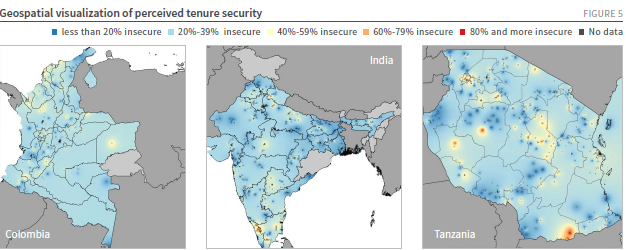 Geospatial visualization of perceived tenure security
FIGURE 5
less than 20% insecure 20%-39% insecure 40%-59% insecure 60%-79% insecure 80% and more insecure No data
India
Colombia
Tanzania